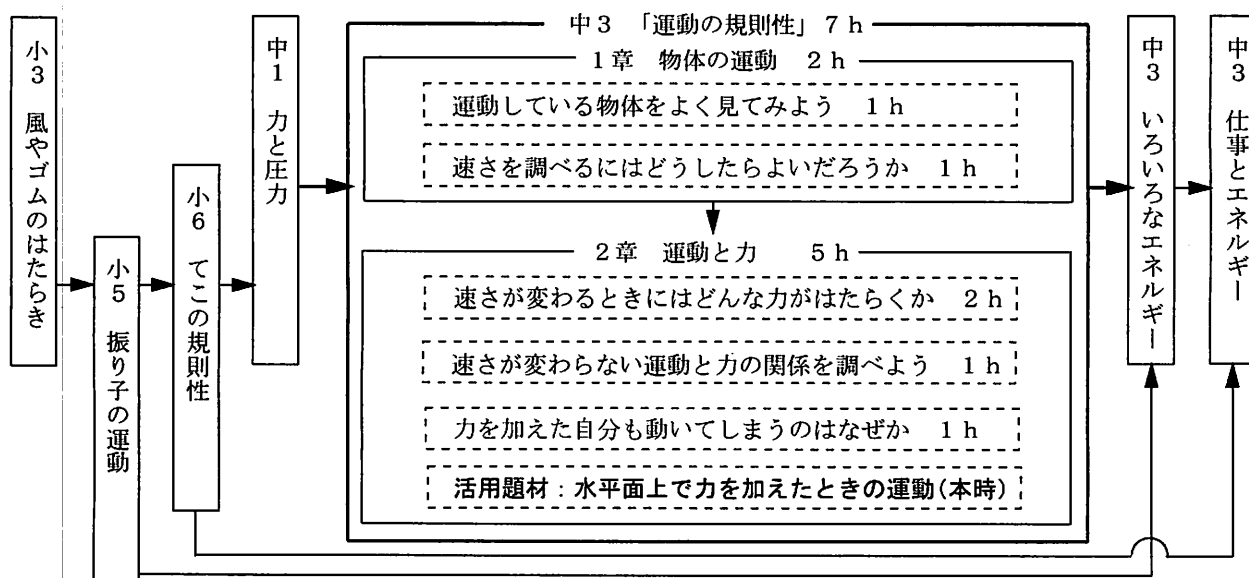 小3　風やゴムのはたらき
小5　振り子の運動
小6　てこの規則性
中1　力と圧力
中3　「運動の規則性」7h
1章　物体の運動　2h
運動している物体をよく見てみよう　1h
速さを調べるにはどうしたらよいだろうか　1h
2章　運動と力　5h
速さが変わるときにはどんな力がはたらくか　2h
速さが変わらない運動と力の関係を調べよう　1h
力を加えた自分も動いてしまうのはなぜか　1h
活用題材：水平面上で力を加えたときの運動(本時)
中3　いろいろなエネルギー
中3　仕事とエネルギー